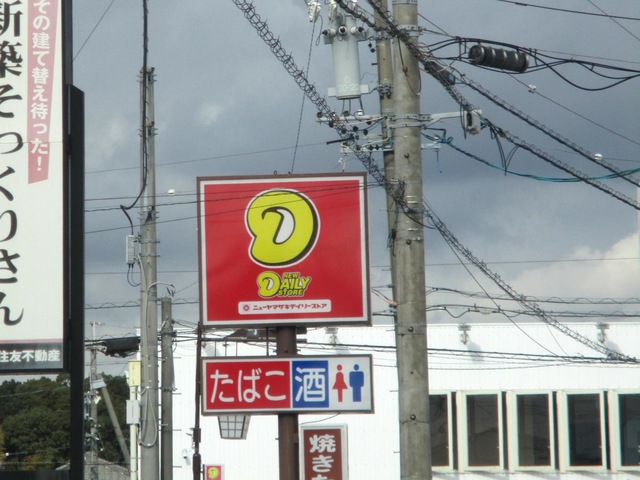 その建て替え待った!
新築そっくりさん
住友不動産
D
NEW
DAILY
STORE
ニューヤマザキデイリーストア
たばこ 酒
焼き